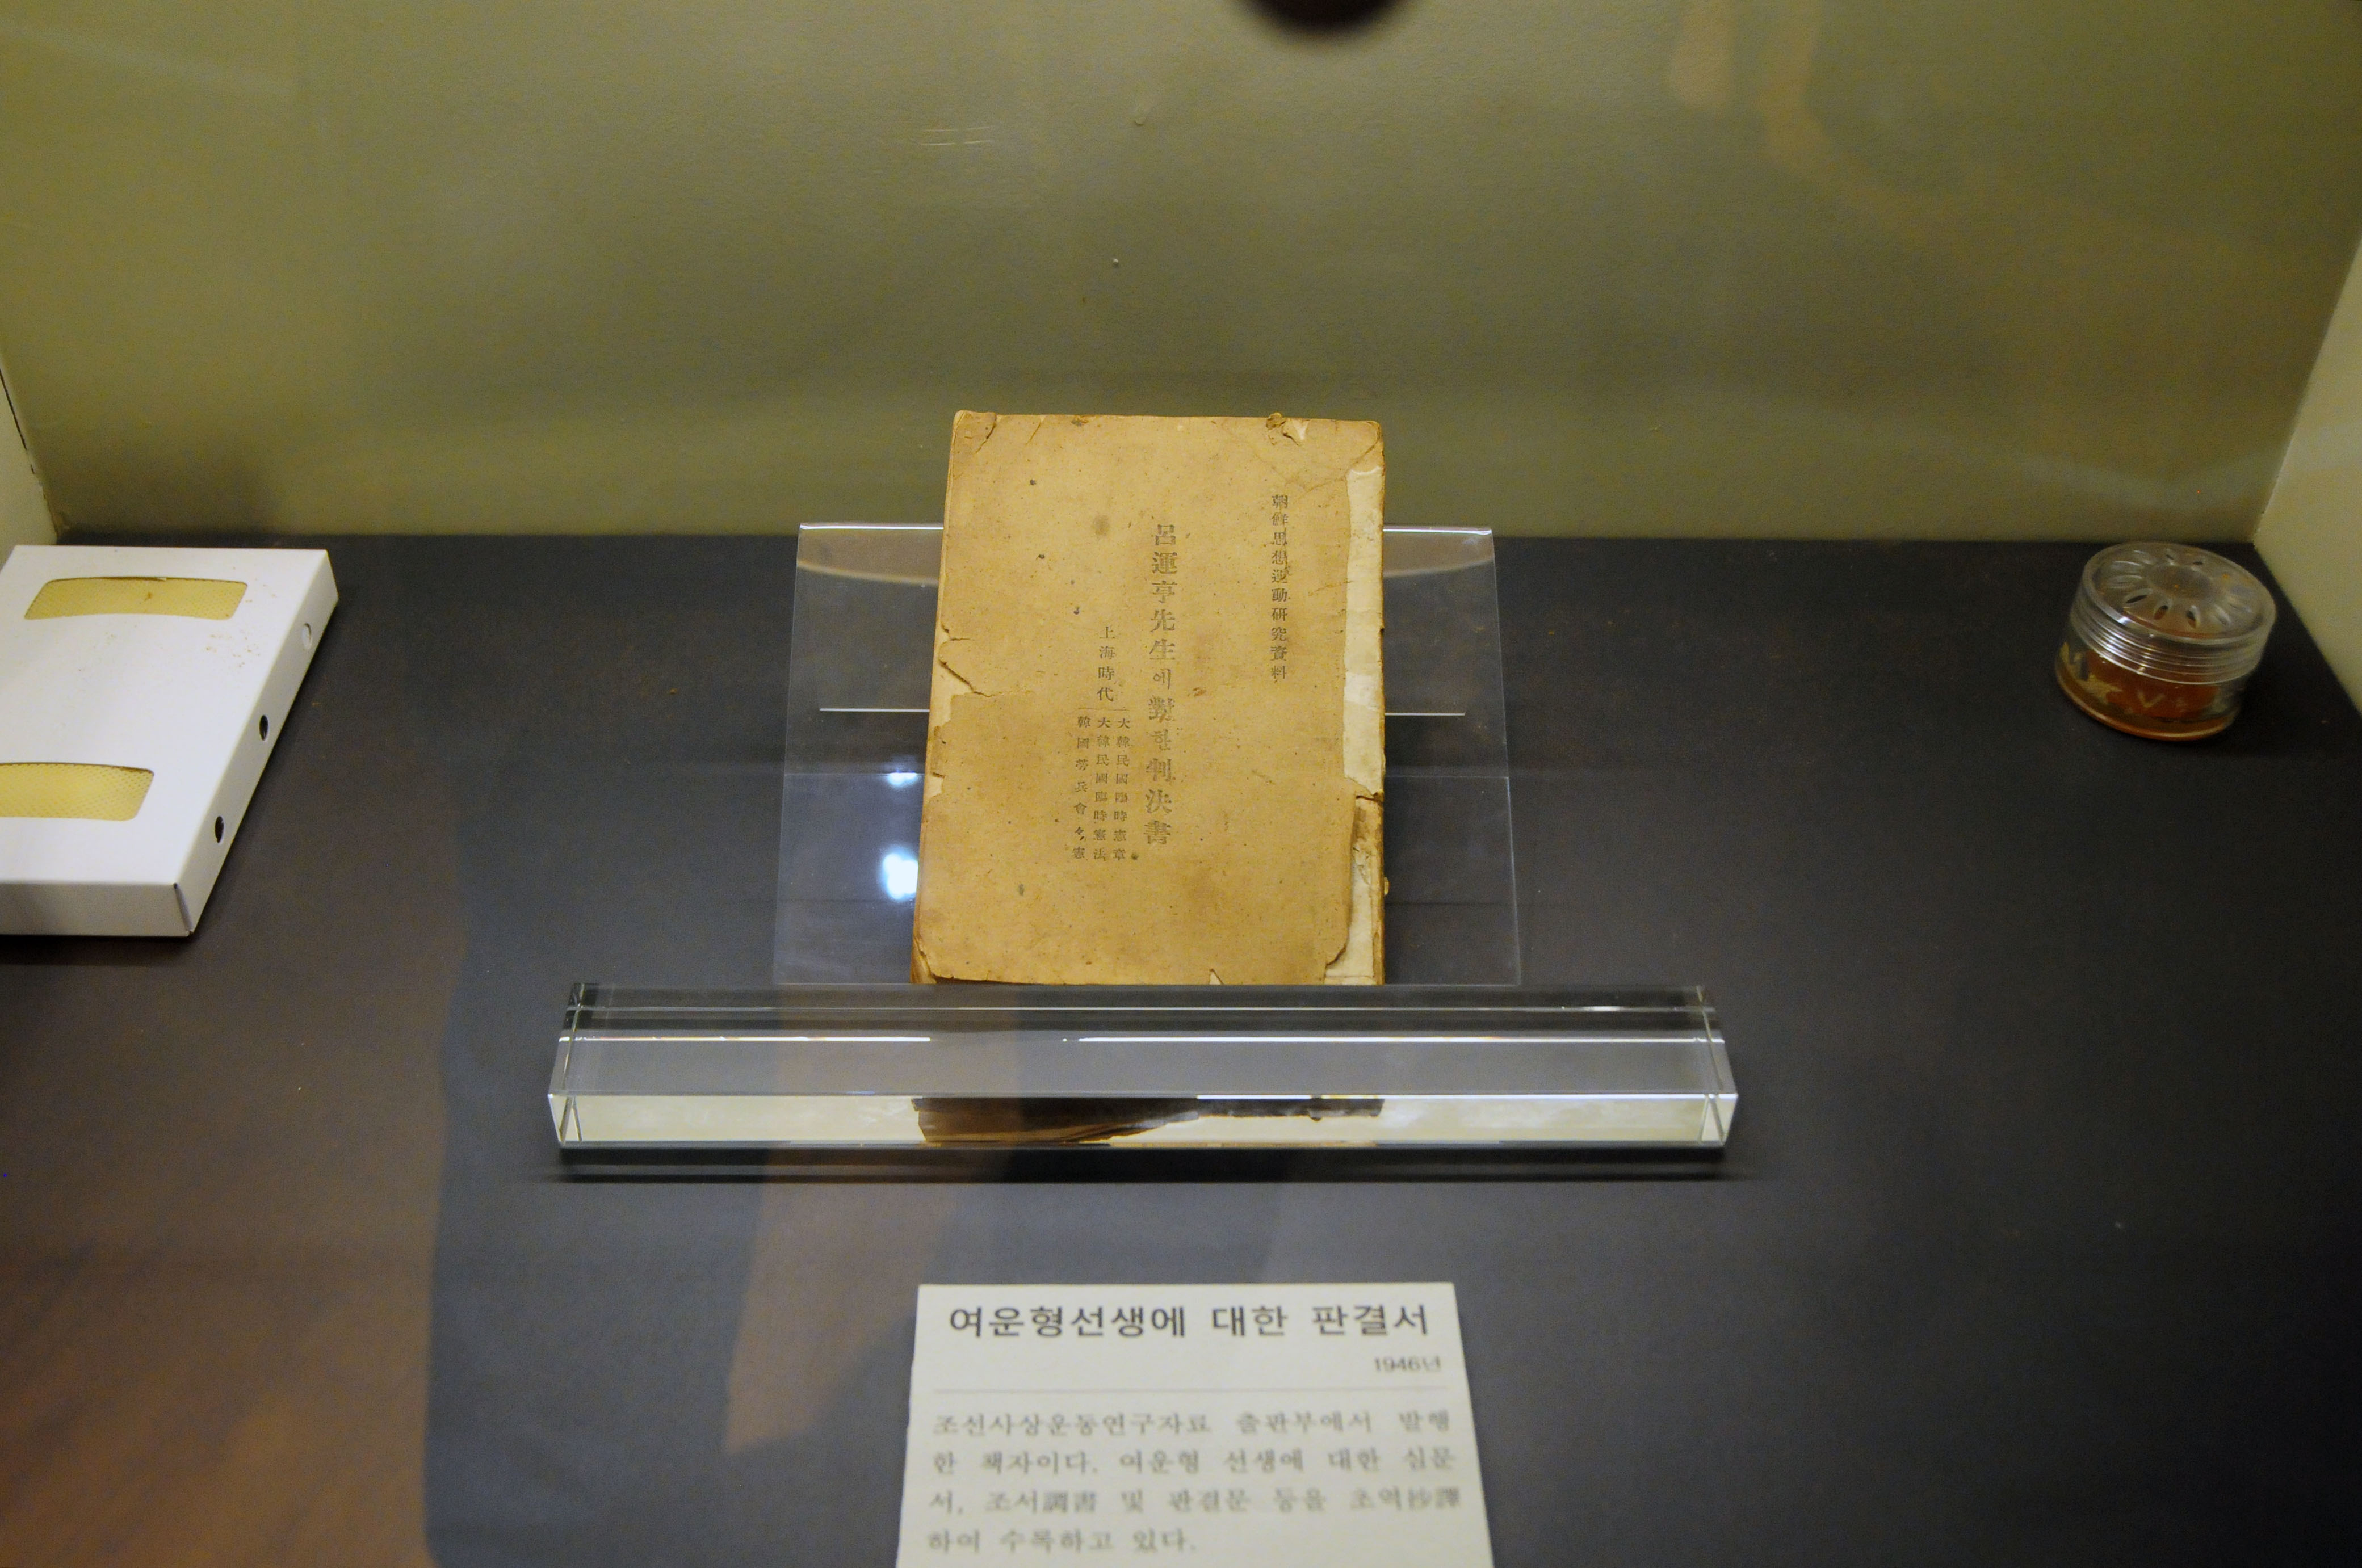 朝鮮思想運動硏究資料
呂運亨先生에對한判決書
上海時代
大韓民國臨時憲章
大韓民國臨時憲法
韓國勞兵會々憲
여운형선생에 대한 판결서
1946년
조선사상운동연구자료 출판부에서 발행
한 책자이다. 여운형 선생에 대한 심문
서, 조서調書 및 판결문 등을 초역抄譯
하여 수록하고 있다.